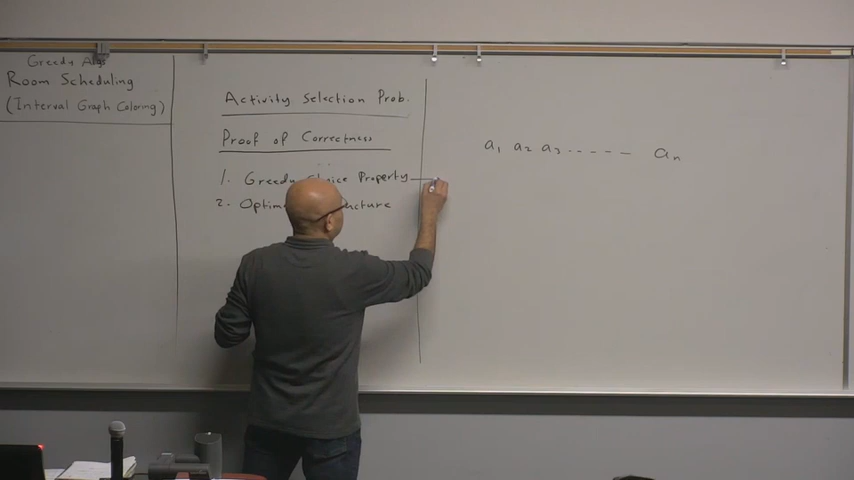 Greedy Algs
Room Scheduling
(Interval Graph Coloring)
Activity Selection Prob.
Proof of Correctness
1. Greedy Choice Property
2.
a1 a2 a3 ...... an